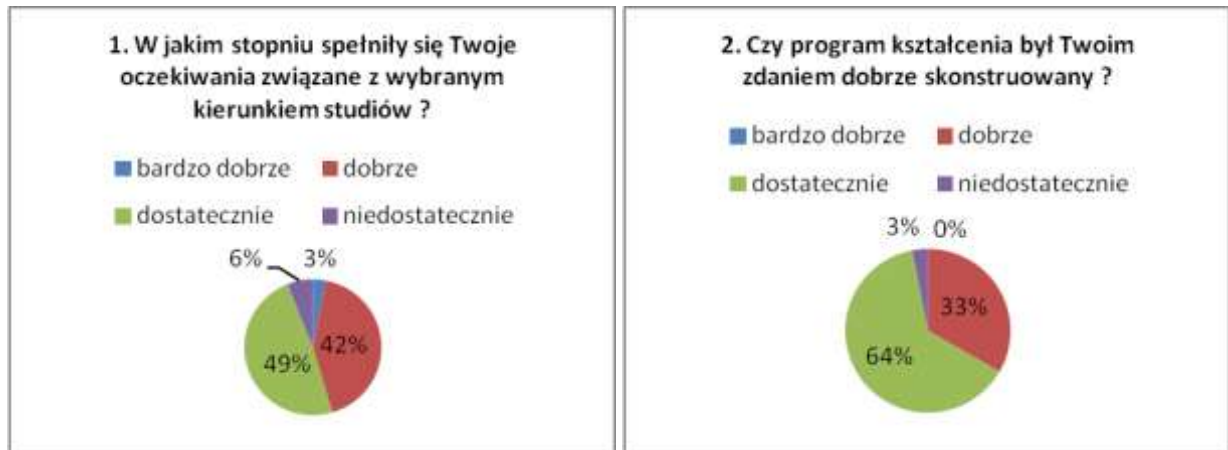 1. W jakim stopniu spełniły się Twoje
oczekiwania związane z wybranym
kierunkiem studiów ?
bardzo dobrze dobrze
dostatecznie niedostatecznie
6% 3%
49% 42%
2. Czy program kształcenia był Twoim
zdaniem dobrze skonstruowany ?
bardzo dobrze dobrze
dostatecznie niedostatecznie
3% 0%
33%
64%